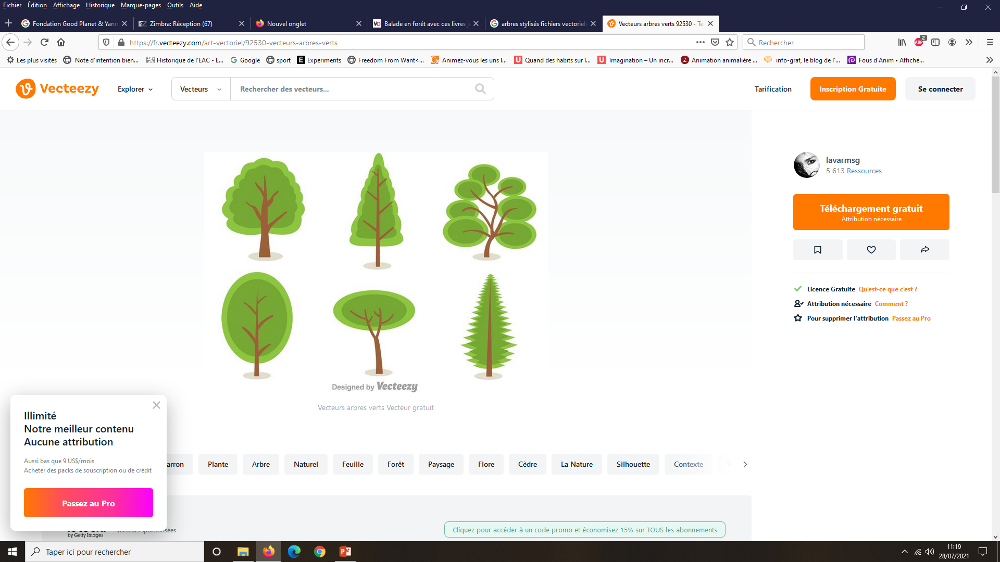 Fichier Édition Affichage Historique Marque-pages Outils Aide
Fondation Good Planet & Yann
Zimbra: Réception (67)
Nouvel onglet
Balade en forêt avec ces livres j
arbres stylisés fichiers vectoriels
Vecteurs arbres verts 92530 - Tel
https://fr.vecteezy.com/art-vectoriel/92530-vecteurs-arbres-verts
Rechercher
ABP 2
Les plus visités
Note d'intention bien...
Historique de l'EAC - E...
Google
sport
Experiments
Freedom From Want<...
Animez-vous les uns l...
Quand des habits sur l...
Imagination – Un incr...
Animation animalière ...
info-graf, le blog de l'...
Fous d'Anim • Affiche...
Vecteezy
Explorer
Vecteurs
Rechercher des vecteurs...
Tarification
Inscription Gratuite
Se connecter
lavarmsg
5 613 Ressources
Téléchargement gratuit
Attribution nécessaire
Licence Gratuite Qu'est-ce que c'est ?
Attribution nécessaire Comment ?
Pour supprimer l'attribution Passez au Pro
Designed by Vecteezy
Vecteurs arbres verts Vecteur gratuit
Illimité
Notre meilleur contenu
Aucune attribution
Aussi bas que 9 US$/mois
Acheter des packs de souscription ou de crédit
Passez au Pro
arron
Plante
Arbre
Naturel
Feuille
Forêt
Paysage
Flore
Cèdre
La Nature
Silhouette
Contexte
by Getty Images
Vecteurs sponsorisées
Cliquez pour accéder à un code promo et économisez 15% sur TOUS les abonnements
Taper ici pour rechercher
11:19
28/07/2021